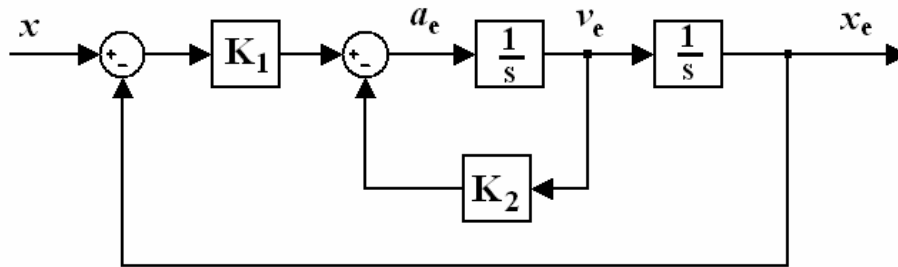 x
+
-
K₁
+
-
aₑ
1/s
vₑ
1/s
xₑ
K₂